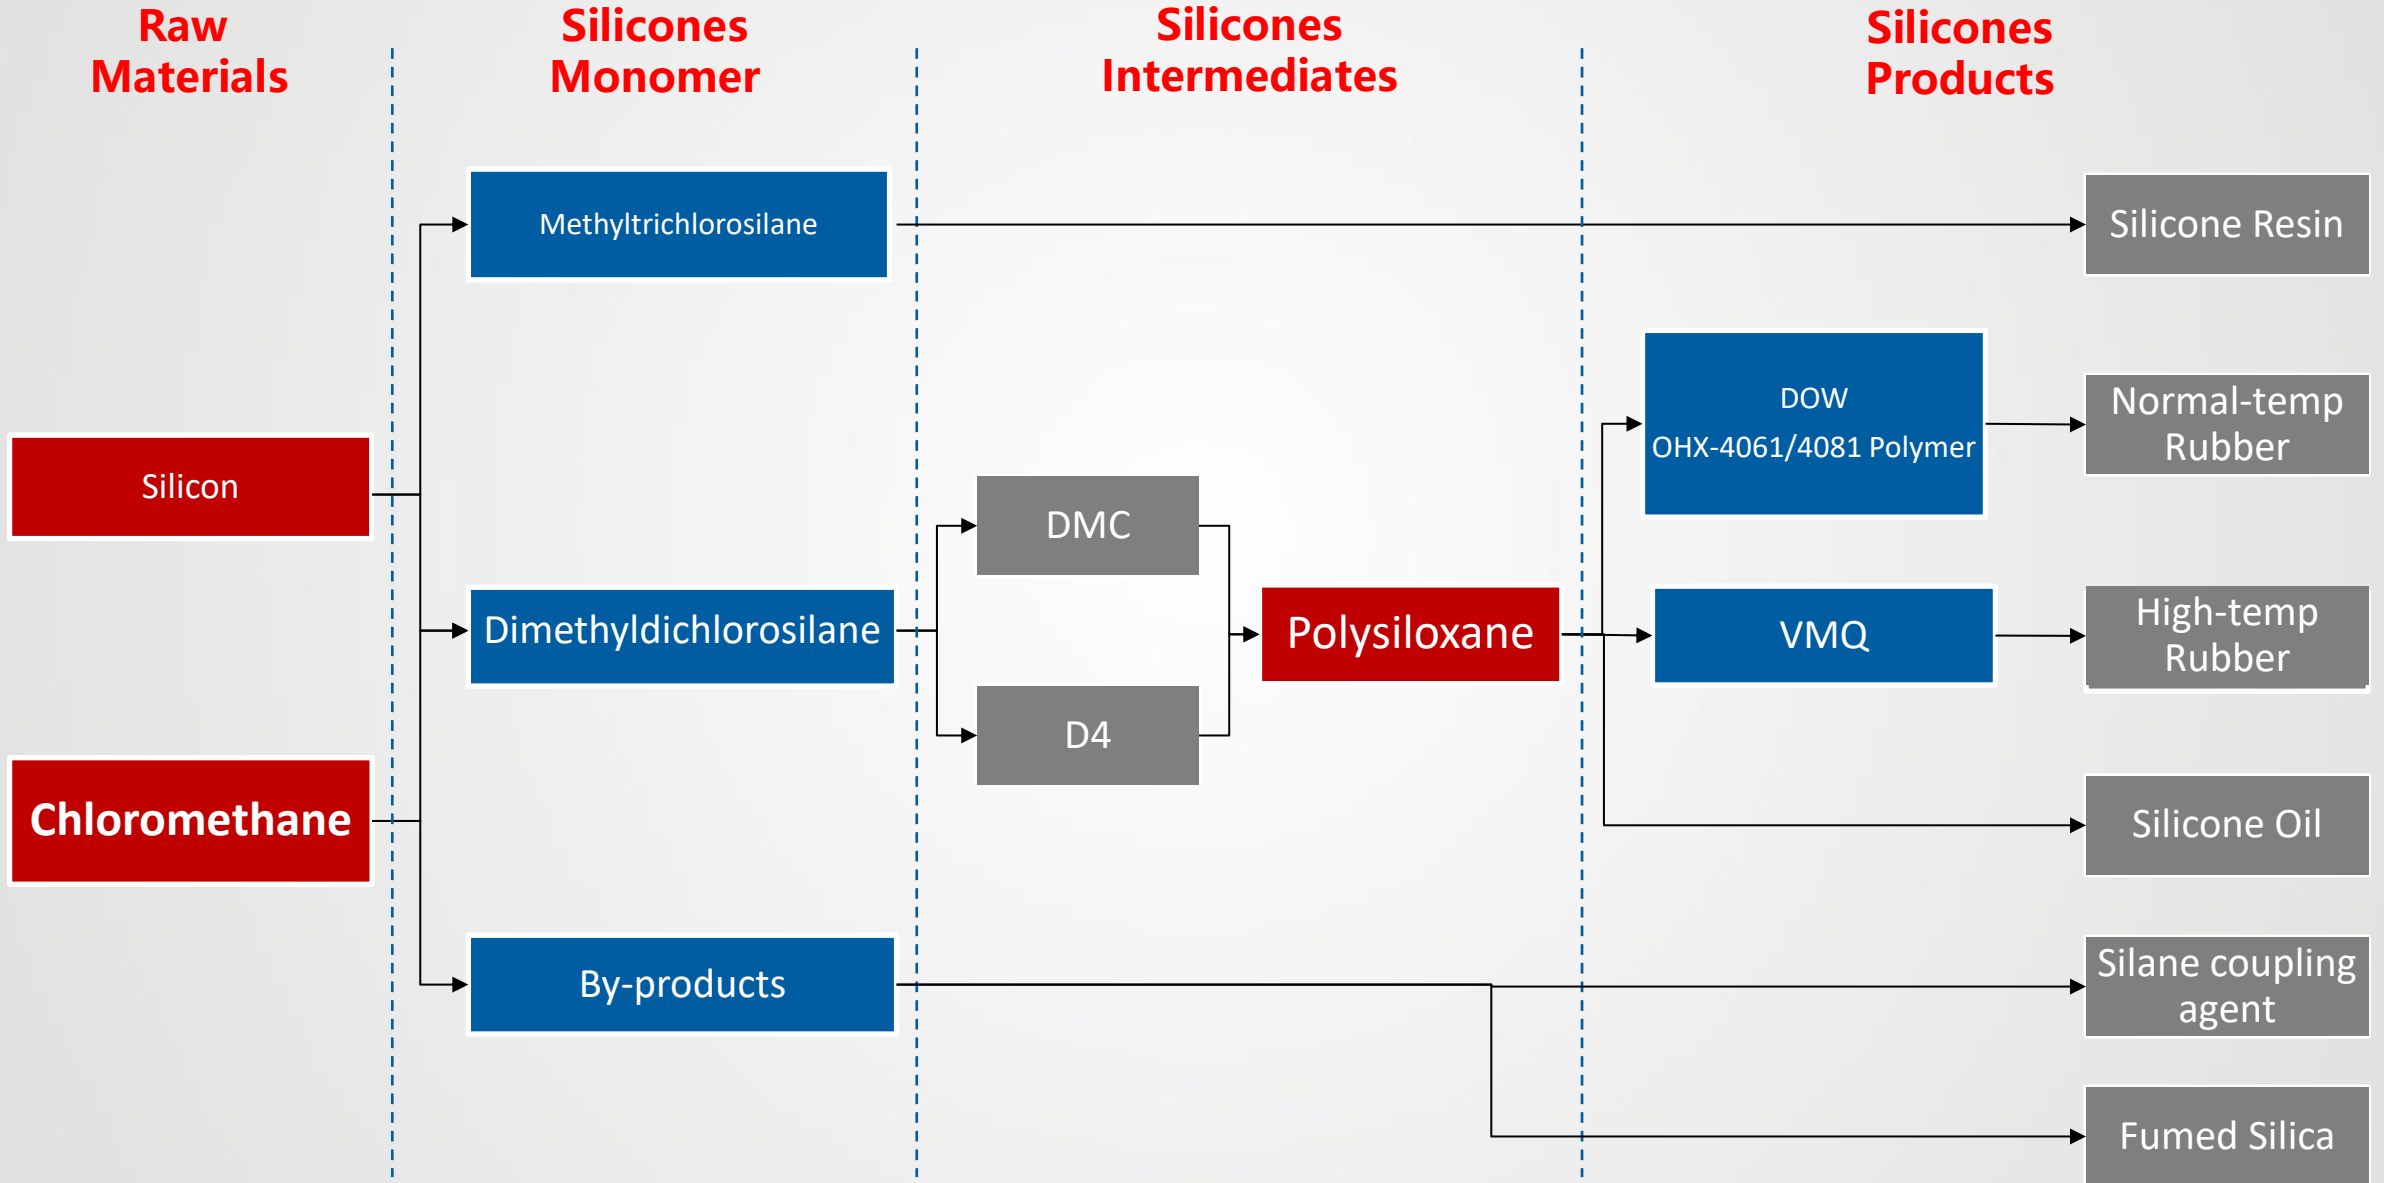 Raw
Materials
Silicones
Monomer
Silicones
Intermediates
Silicones
Products
Silicon
Chloromethane
Methyltrichlorosilane
Dimethyldichlorosilane
By-products
DMC
D4
Polysiloxane
DOW
OHX-4061/4081 Polymer
VMQ
Silicone Resin
Normal-temp
Rubber
High-temp
Rubber
Silicone Oil
Silane coupling
agent
Fumed Silica